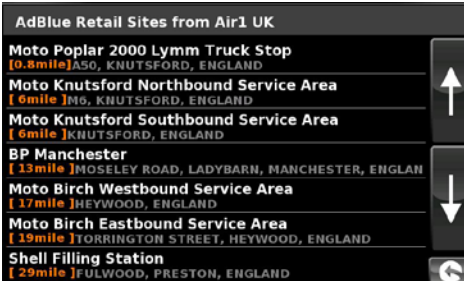 AdBlue Retail Sites from Air1 UK
Moto Poplar 2000 Lymm Truck Stop
[0.8mile]A50, KNUTSFORD, ENGLAND
Moto Knutsford Northbound Service Area
[ 6mile ]M6, KNUTSFORD, ENGLAND
Moto Knutsford Southbound Service Area
[ 6mile ]KNUTSFORD, ENGLAND
BP Manchester
[ 13mile ]MOSELEY ROAD, LADYBARN, MANCHESTER, ENGLAN
Moto Birch Westbound Service Area
[ 17mile ]HEYWOOD, ENGLAND
Moto Birch Eastbound Service Area
[ 19mile ]TORRINGTON STREET, HEYWOOD, ENGLAND
Shell Filling Station
[ 29mile ]FULWOOD, PRESTON, ENGLAND